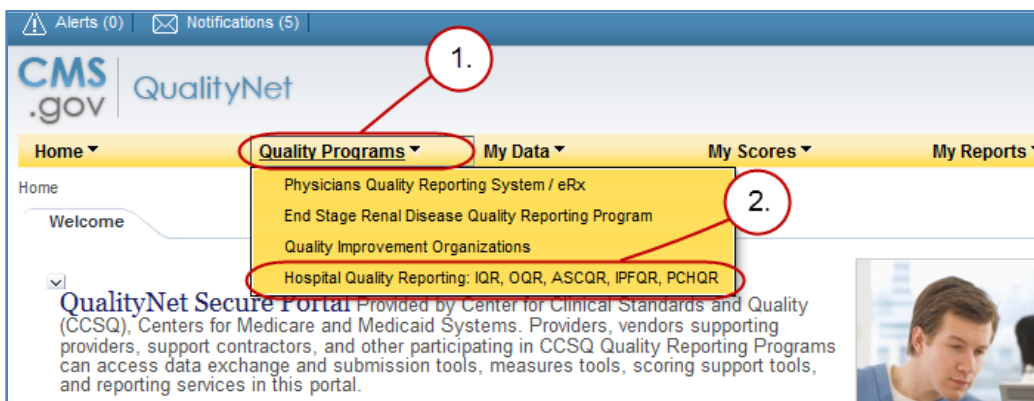 Alerts (0) Notifications (5)
1.
CMS
.gov
QualityNet
Home Quality Programs My Data My Scores My Reports
Home
Physicians Quality Reporting System / eRx
2.
Welcome
End Stage Renal Disease Quality Reporting Program
Quality Improvement Organizations
Hospital Quality Reporting: IQR, OQR, ASCQR, IPFQR, PCHQR
QualityNet Secure Portal Provided by Center for Clinical Standards and Quality
(CCSQ), Centers for Medicare and Medicaid Systems. Providers, vendors supporting
providers, support contractors, and other participating in CCSQ Quality Reporting Programs
can access data exchange and submission tools, measures tools, scoring support tools,
and reporting services in this portal.